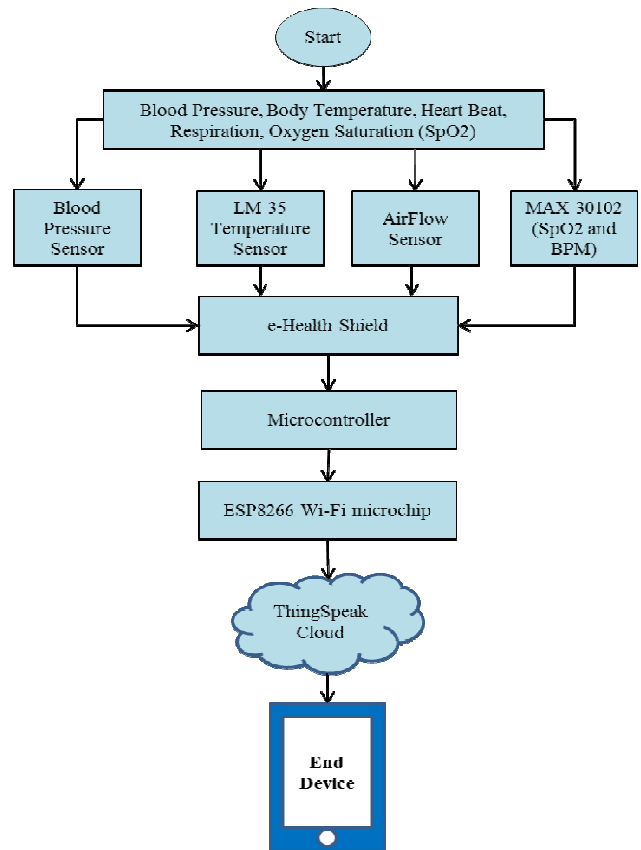 Start
Blood Pressure, Body Temperature, Heart Beat,
Respiration, Oxygen Saturation (SpO2)
Blood
Pressure
Sensor
LM 35
Temperature
Sensor
AirFlow
Sensor
MAX 30102
(SpO2 and
BPM)
e-Health Shield
Microcontroller
ESP8266 Wi-Fi microchip
ThingSpeak
Cloud
End
Device